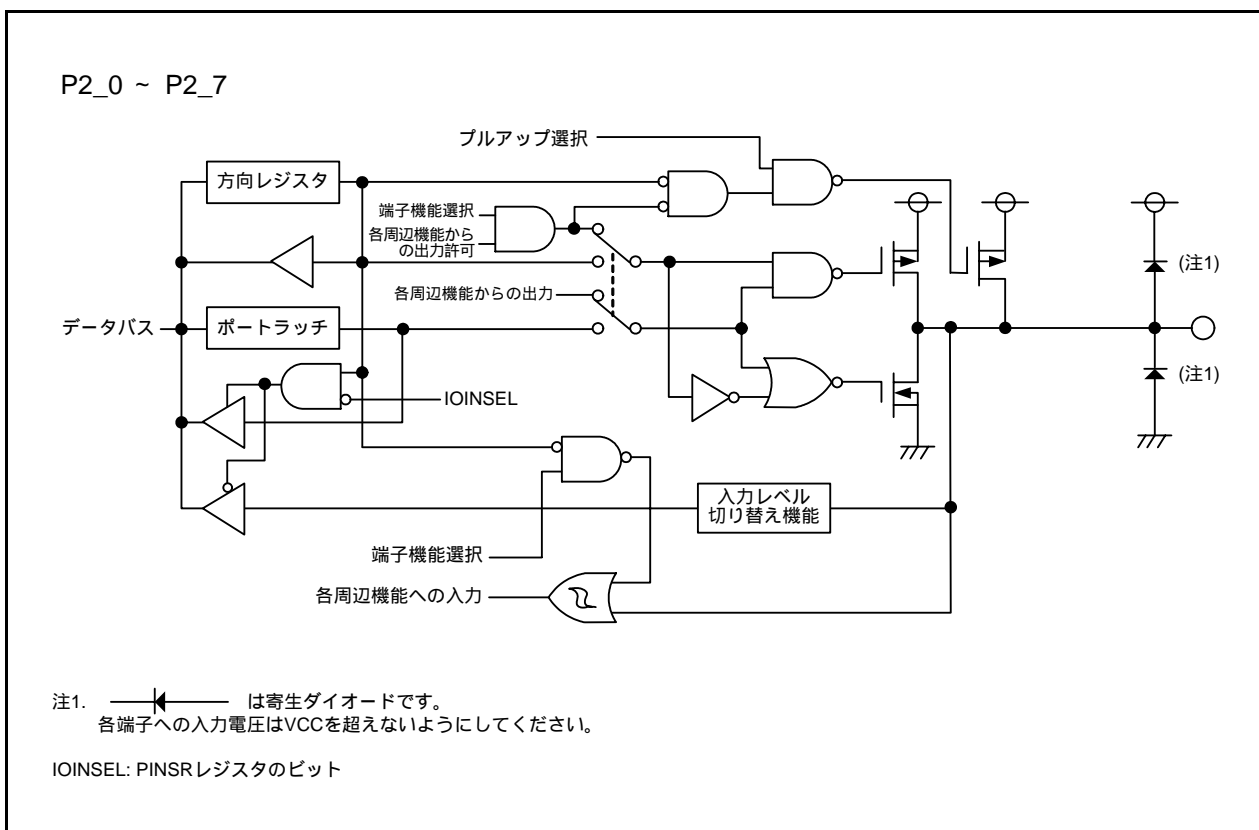 P2_0 ~ P2_7
プルアップ選択
方向レジスタ
端子機能選択
各周辺機能から
の出力許可
(注1)
各周辺機能からの出力
データバス
ポートラッチ
(注1)
IOINSEL
入力レベル
切り替え機能
端子機能選択
各周辺機能への入力
注1. は寄生ダイオードです。
各端子への入力電圧はVCCを超えないようにしてください。
IOINSEL: PINSRレジスタのビット